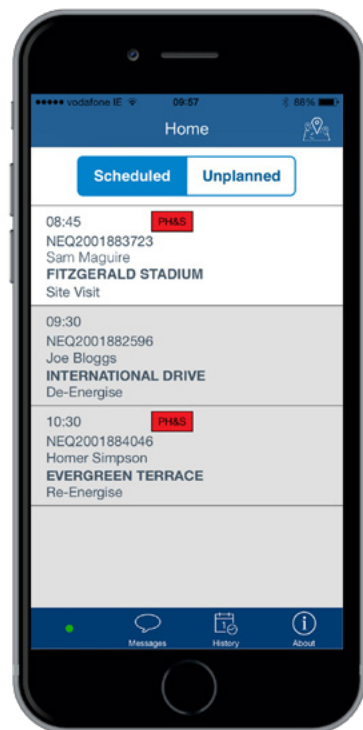 vodafone IE 09:57 88%
Home
Scheduled Unplanned
08:45 PH&S
NEQ2001883723
Sam Maguire
FITZGERALD STADIUM
Site Visit
09:30
NEQ2001882596
Joe Bloggs
INTERNATIONAL DRIVE
De-Energise
10:30 PH&S
NEQ2001884046
Homer Simpson
EVERGREEN TERRACE
Re-Energise
1
Messages History About